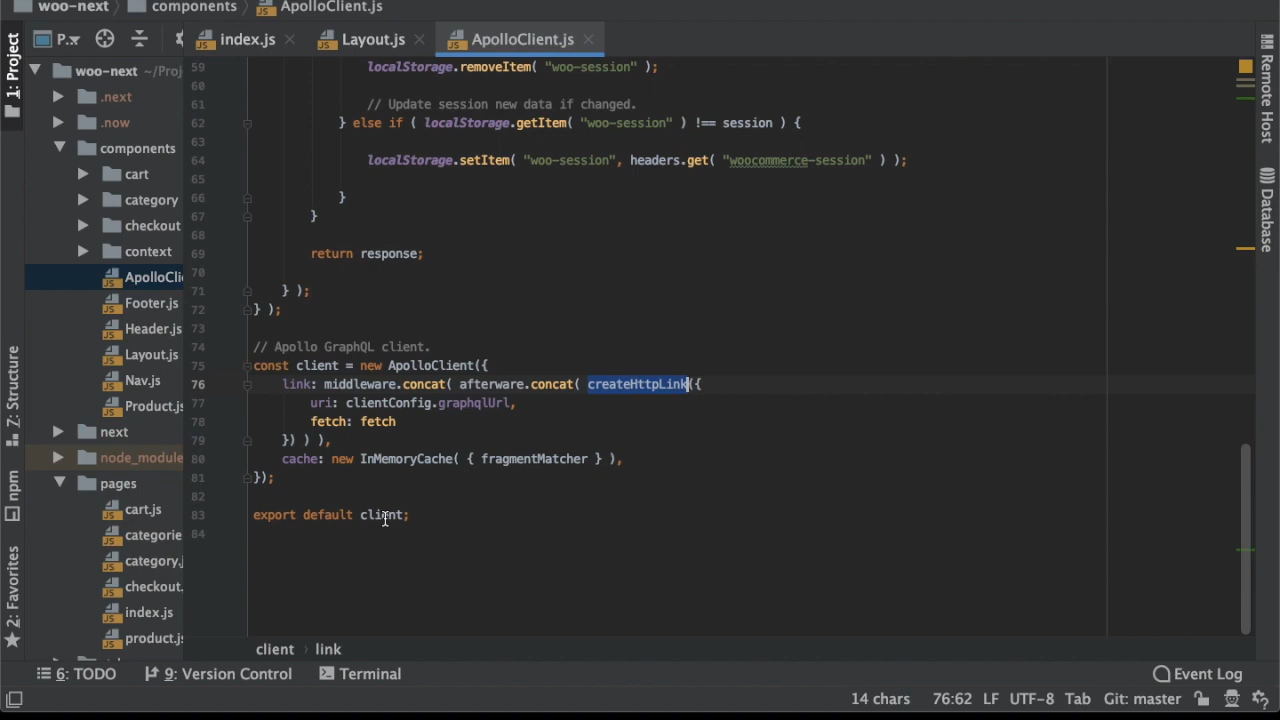 woo-next › components › ApolloClient.js
P.. index.js Layout.js ApolloClient.js
1: Project
woo-next ~/Proj
.next
.now
components
cart
category
checkout
context
ApolloClie
Footer.js
Header.js
Layout.js
Nav.js
Product.
next
node_module
pages
cart.js
categorie
category.j
checkout.
index.js
product.js
Z: Structure
npm
2: Favorites
59 localStorage.removeItem( "woo-session" );
60
61 // Update session new data if changed.
62 } else if ( localStorage.getItem( "woo-session" ) !== session ) {
63
64 localStorage.setItem( "woo-session", headers.get( "woocommerce-session" ) );
65
66 }
67 }
68
69 return response;
70
71 } );
72 } );
73
74 // Apollo GraphQL client.
75 const client = new ApolloClient({
76 link: middleware.concat( afterware.concat( createHttpLink({
77 uri: clientConfig.graphqlUrl,
78 fetch: fetch
79 }) ) ),
80 cache: new InMemoryCache( { fragmentMatcher } ),
81 });
82
83 export default client;
84
Remote Host
Database
client › link
6: TODO 9: Version Control Terminal Event Log
14 chars 76:62 LF UTF-8 Tab Git: master